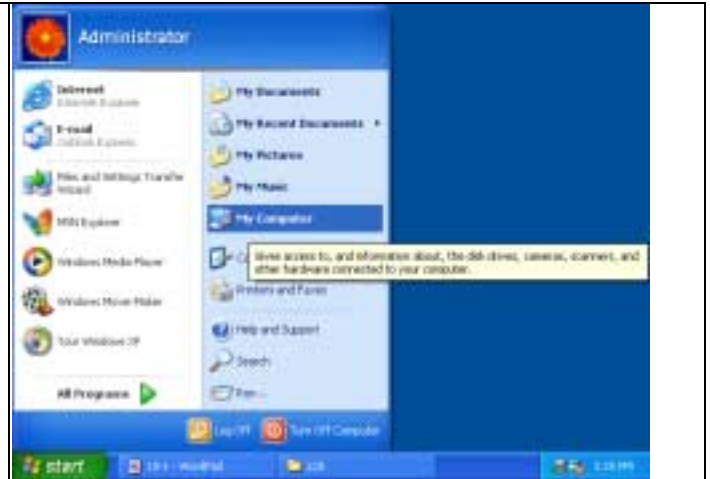 Administrator
Internet
Internet Explorer
E-mail
Outlook Express
Files and Settings Transfer
Wizard
MSN Explorer
Windows Media Player
Windows Movie Maker
Tour Windows XP
All Programs
My Documents
My Recent Documents
My Pictures
My Music
My Computer
Gives access to, and information about, the disk drives, cameras, scanners, and
other hardware connected to your computer.
Printers and Faxes
Help and Support
Search
Run...
Log Off
Turn Off Computer
start